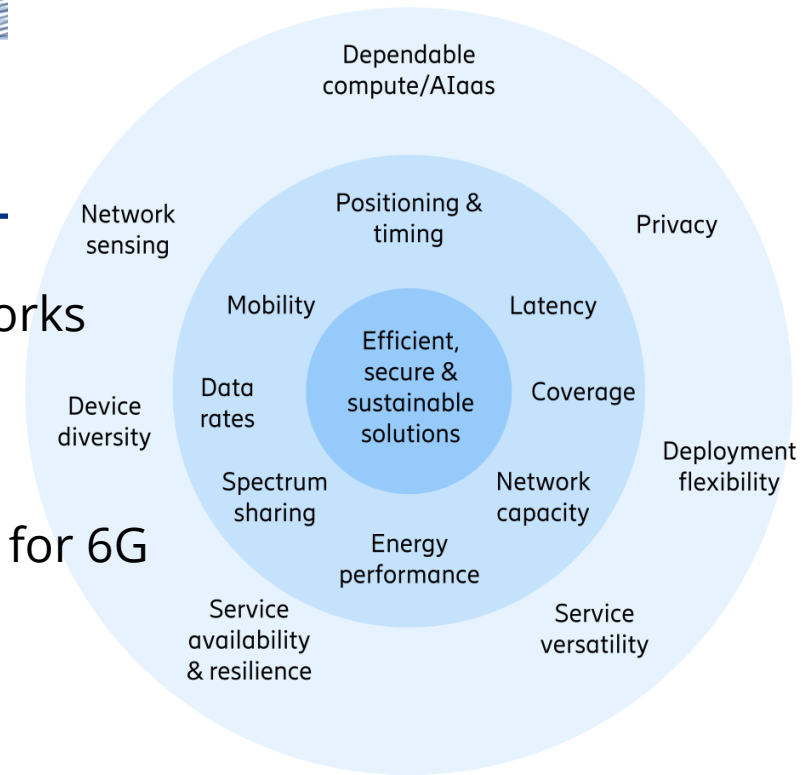 Dependable
compute/AIaas
Positioning &
timing
Network
sensing
Privacy
Mobility
Latency
orks
Efficient,
secure &
sustainable
solutions
Data
rates
Coverage
Device
diversity
Deployment
flexibility
Spectrum
sharing
Network
capacity
for 6G
Energy
performance
Service
availability
& resilience
Service
versatility